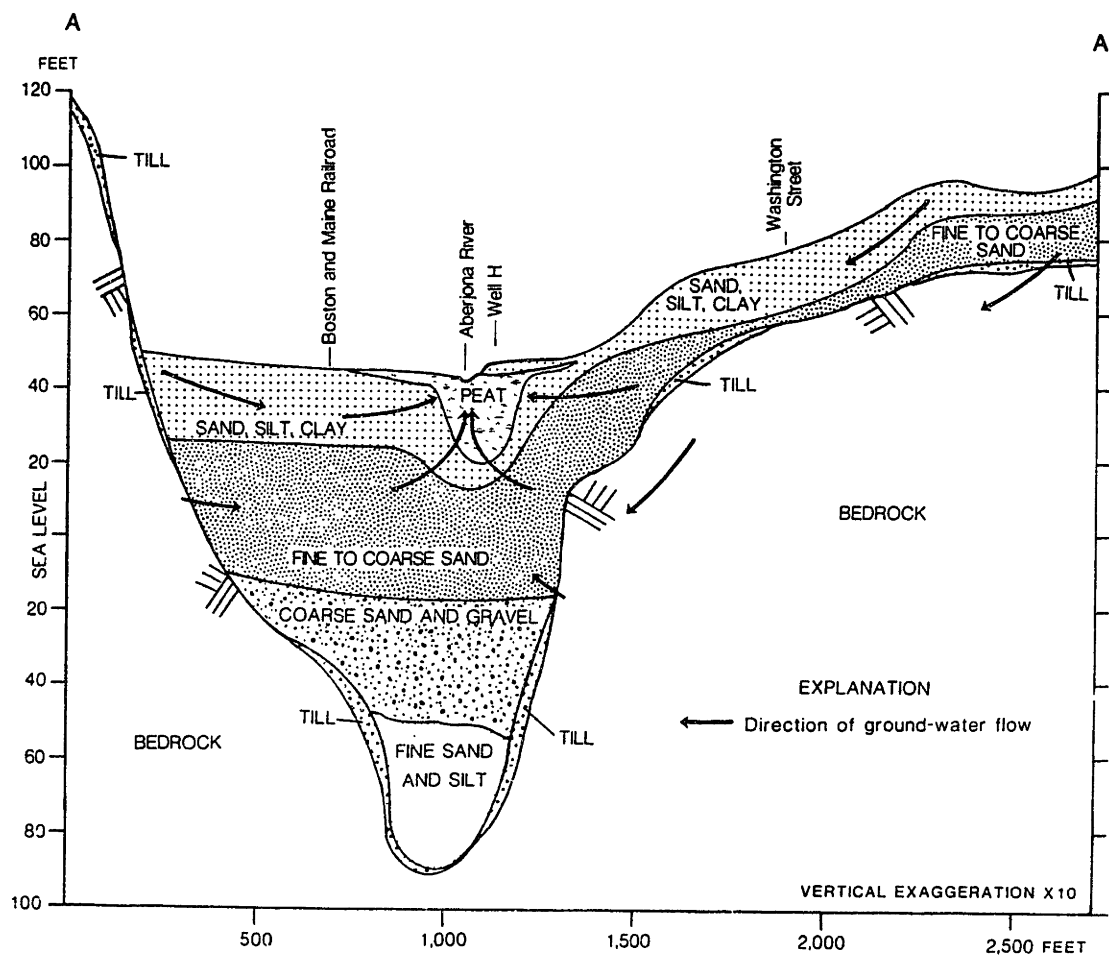 A
A
FEET
120
100
80
60
40
20
SEA LEVEL
20
40
60
80
100
TILL
Boston and Maine Railroad
Aberjona River
Well H
Washington
Street
FINE TO COARSE
SAND
TILL
SAND,
SILT, CLAY
TILL
PEAT
TILL
SAND, SILT, CLAY
BEDROCK
FINE TO COARSE SAND
COARSE SAND AND GRAVEL
EXPLANATION
Direction of ground-water flow
TILL
TILL
BEDROCK
FINE SAND
AND SILT
VERTICAL EXAGGERATION X10
500
1,000
1,500
2,000
2,500 FEET